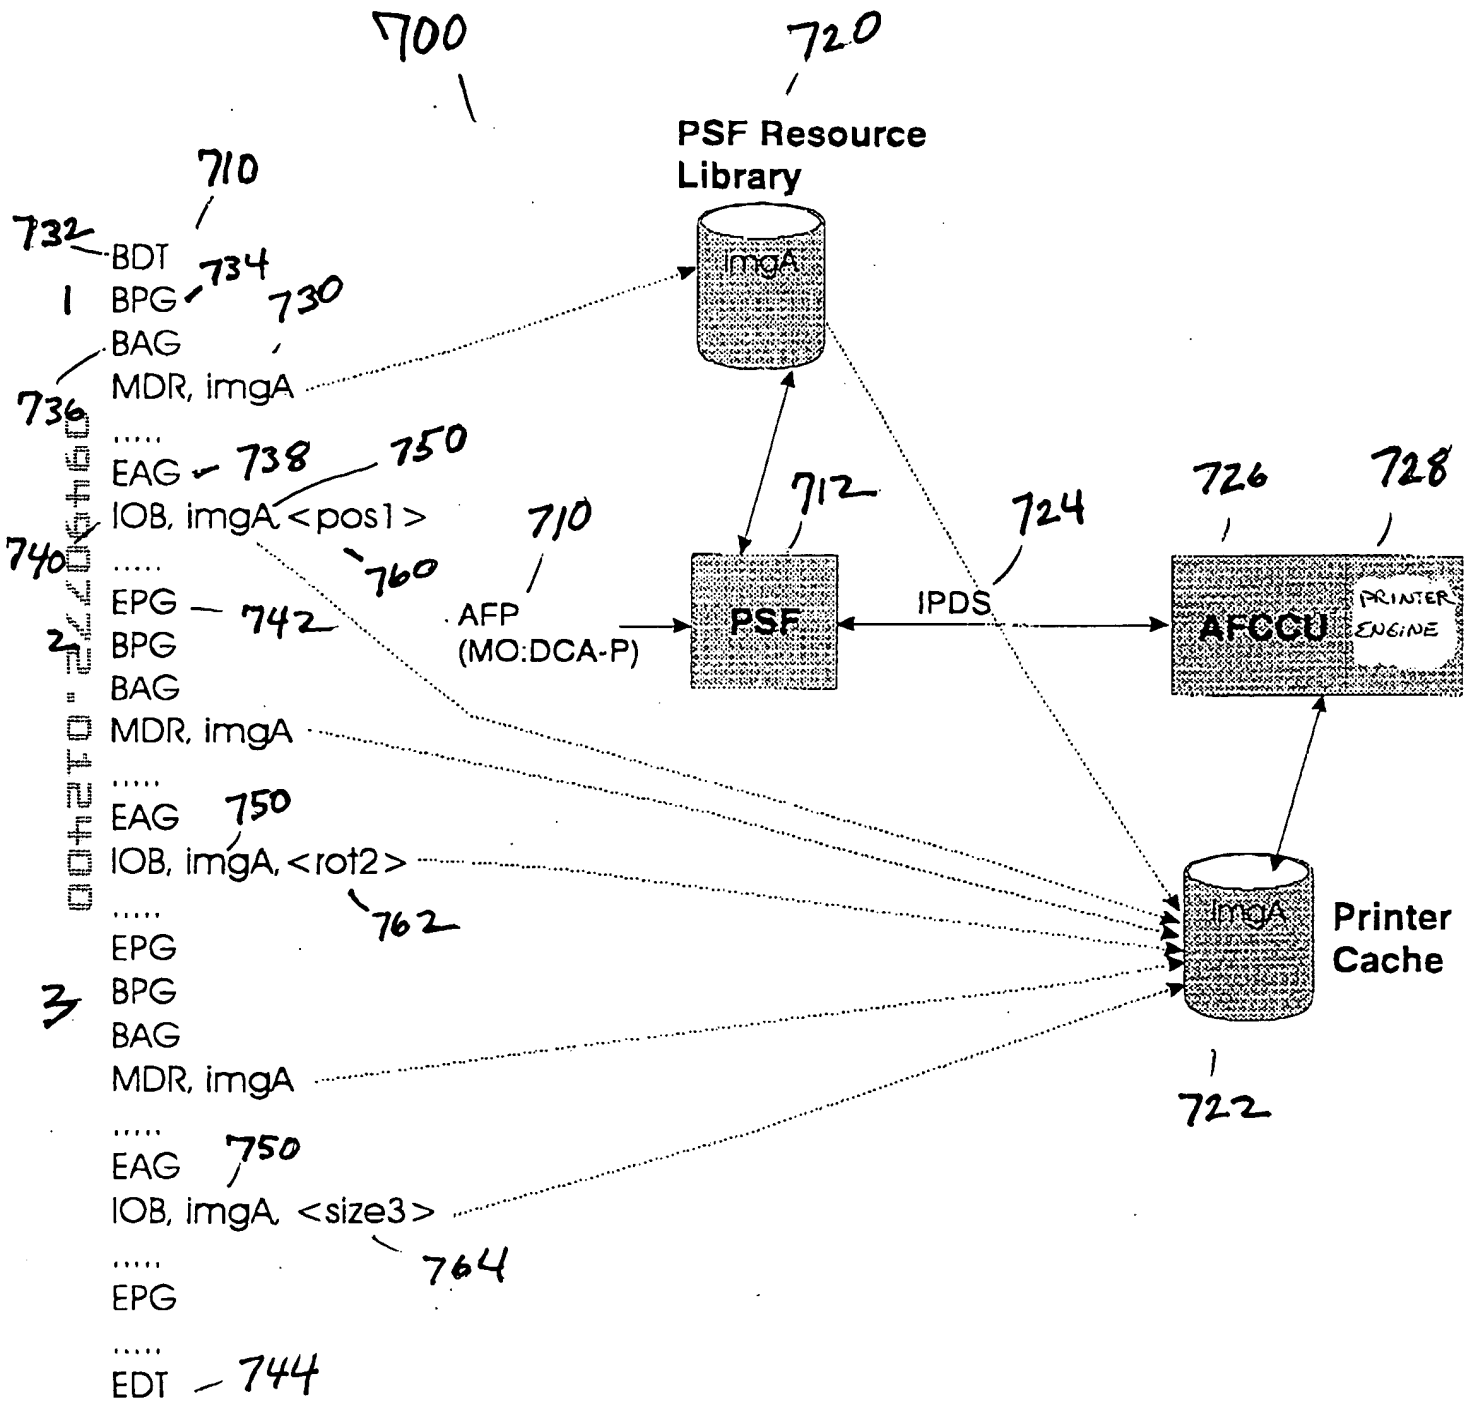 700
720
PSF Resource
Library
710
732
BDT
734
1
BPG
730
BAG
ImgA
MDR, imgA
736
.....
EAG
738
750
IOB, imgA, <pos1>
740
760
.....
EPG
742
2
BPG
BAG
MDR, imgA
.....
EAG
750
IOB, imgA, <rot2>
762
.....
EPG
3
BPG
BAG
MDR, imgA
.....
EAG
750
IOB, imgA, <size3>
764
.....
EPG
.....
EDT
744
710
AFP
(MO:DCA-P)
712
PSF
724
IPDS
726
728
AFCCU
PRINTER
ENGINE
ImgA
Printer
Cache
722